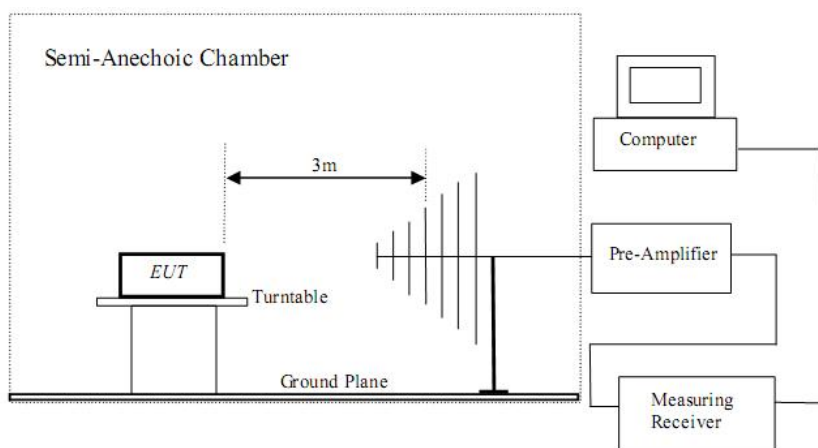 Semi-Anechoic Chamber
Computer
3m
Pre-Amplifier
EUT
Turntable
Ground Plane
Measuring
Receiver